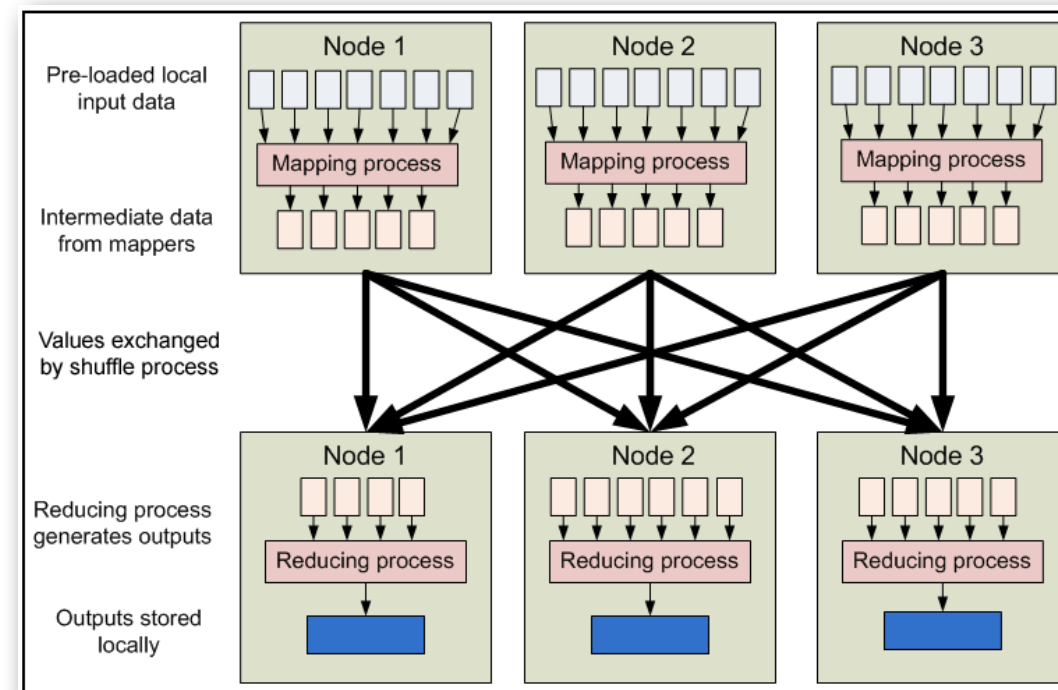 Node 1
Node 2
Node 3
Pre-loaded local
input data
Mapping process
Mapping process
Mapping process
Intermediate data
from mappers
Values exchanged
by shuffle process
Node 1
Node 2
Node 3
Reducing process
generates outputs
Reducing process
Reducing process
Reducing process
Outputs stored
locally